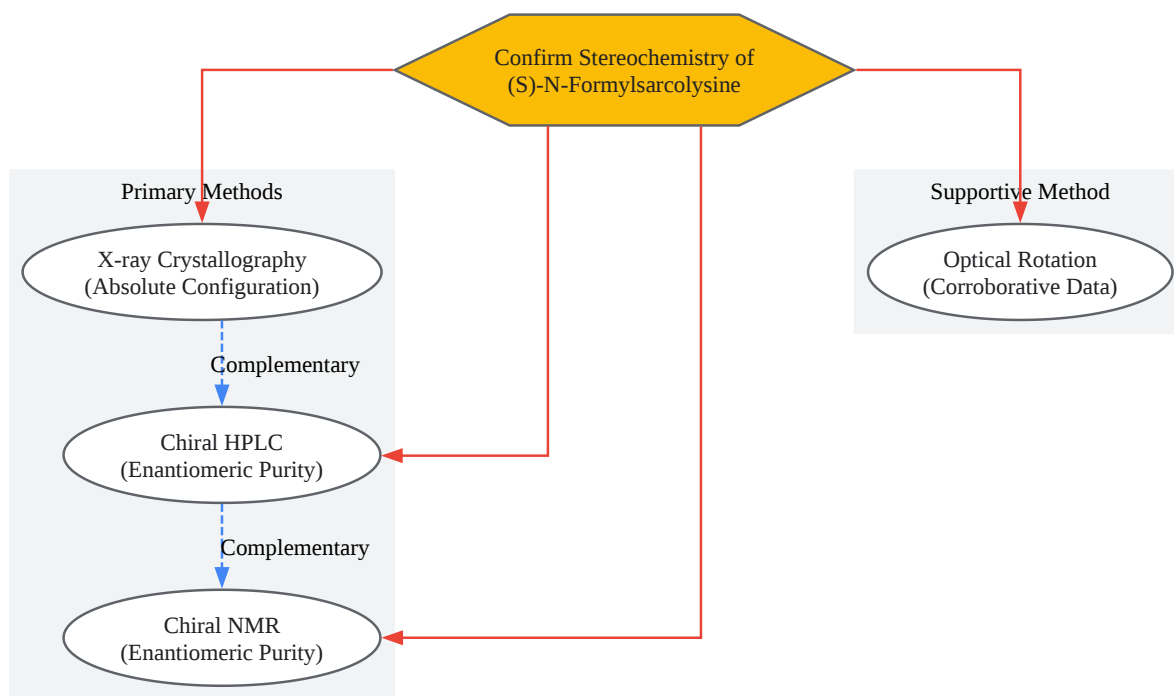 Confirm Stereochemistry of
(S)-N-Formylsarcolysine
Primary Methods
Supportive Method
X-ray Crystallography
(Absolute Configuration)
Optical Rotation
(Corroborative Data)
Complementary
Chiral HPLC
(Enantiomeric Purity)
Complementary
Chiral NMR
(Enantiomeric Purity)